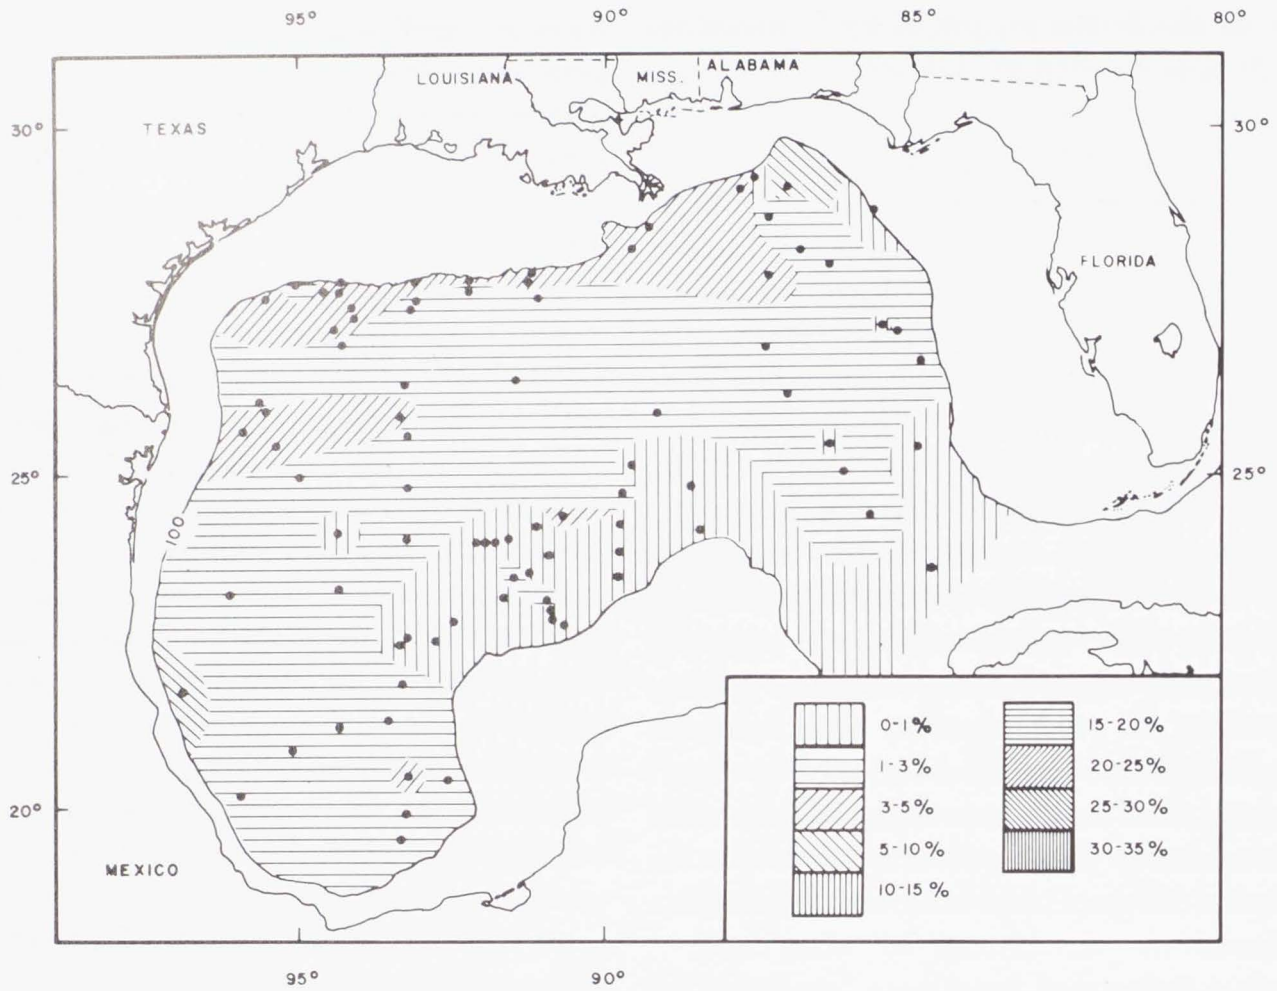 95° 90° 85° 80°
LOUISIANA MISS. ALABAMA
30° TEXAS 30°
FLORIDA
25° 25°
100
0-1% 15-20%
1-3% 20-25%
3-5% 25-30%
5-10% 30-35%
10-15%
20°
MEXICO
95° 90°